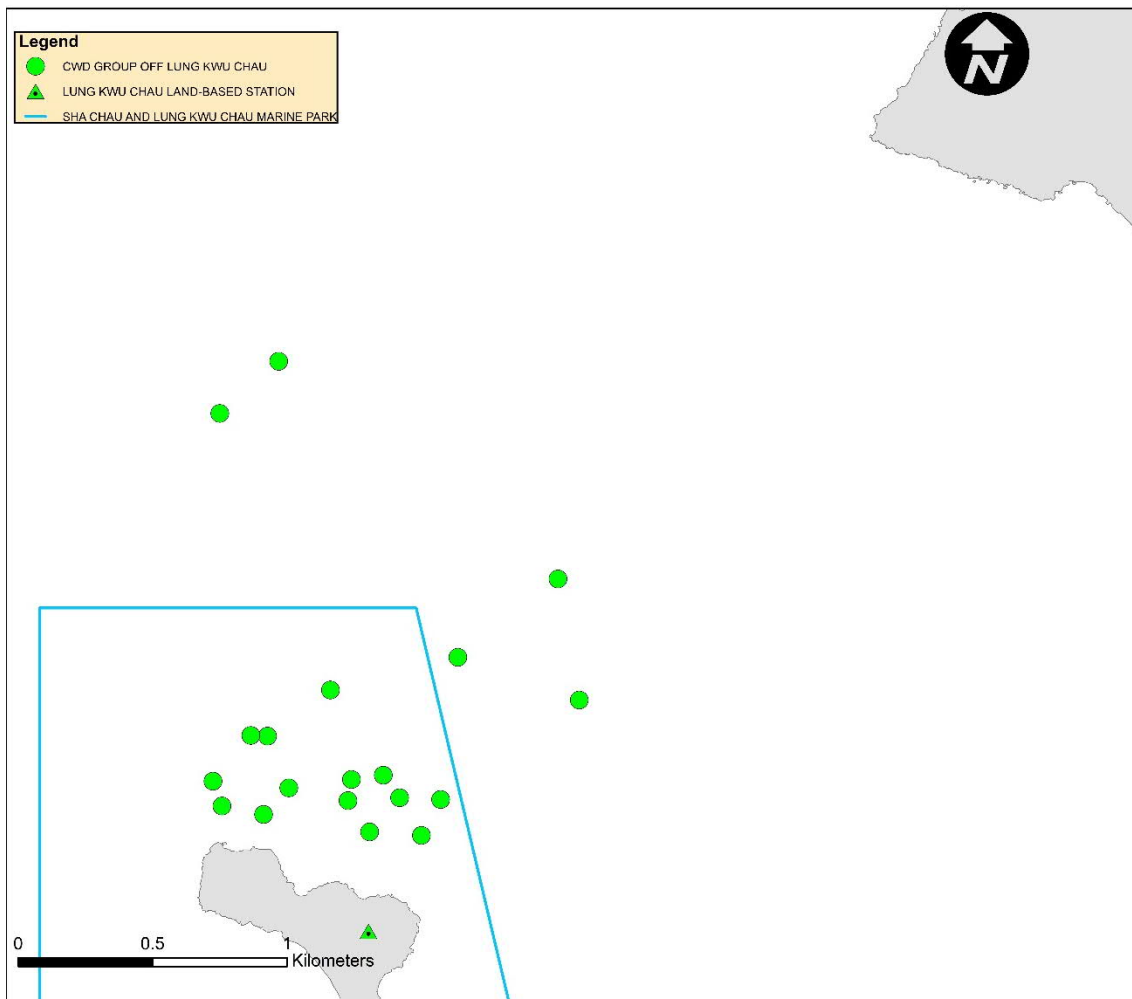 Legend
CWD GROUP OFF LUNG KWU CHAU
LUNG KWU CHAU LAND-BASED STATION
SHA CHAU AND LUNG KWU CHAU MARINE PARK
N
0 0.5 1
Kilometers